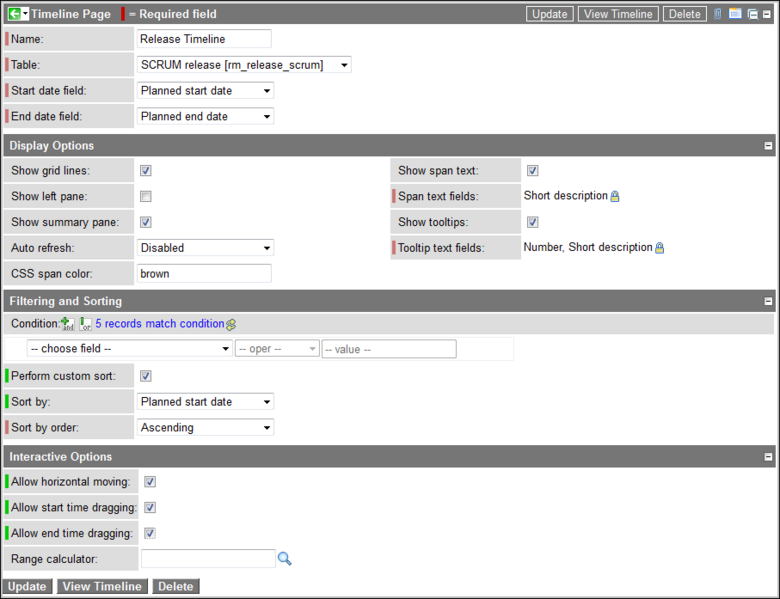 Timeline Page = Required field Update View Timeline Delete
Name: Release Timeline
Table: SCRUM release [rm_release_scrum]
Start date field: Planned start date
End date field: Planned end date
Display Options
Show grid lines: Show span text:
Show left pane: Span text fields: Short description
Show summary pane: Show tooltips:
Auto refresh: Disabled Tooltip text fields: Number, Short description
CSS span color: brown
Filtering and Sorting
Condition: and or 5 records match condition
-- choose field -- -- oper -- -- value --
Perform custom sort:
Sort by: Planned start date
Sort by order: Ascending
Interactive Options
Allow horizontal moving:
Allow start time dragging:
Allow end time dragging:
Range calculator:
Update View Timeline Delete